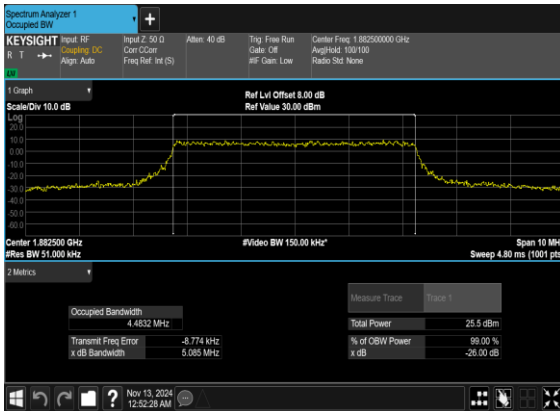 Spectrum Analyzer 1
Occupied BW
+
KEYSIGHT
R T
LXI
Input: RF
Coupling: DC
Align: Auto
Input Z: 50 Ω
Corr CCorr
Freq Ref: Int (S)
Atten: 40 dB
Trig: Free Run
Gate: Off
#IF Gain: Low
Center Freq: 1.882500000 GHz
Avg|Hold: 100/100
Radio Std: None
1 Graph
Scale/Div 10.0 dB
Ref Lvl Offset 8.00 dB
Ref Value 30.00 dBm
Log
20.0
10.0
0.00
-10.0
-20.0
-30.0
-40.0
-50.0
-60.0
Center 1.882500 GHz
#Res BW 51.000 kHz
#Video BW 150.00 kHz*
Span 10 MH
Sweep 4.80 ms (1001 pts
2 Metrics
Measure Trace
Trace 1
Occupied Bandwidth
4.4832 MHz
Total Power
25.5 dBm
Transmit Freq Error
-8.774 kHz
% of OBW Power
99.00 %
x dB Bandwidth
5.085 MHz
x dB
-26.00 dB
?
Nov 13, 2024
12:52:28 AM